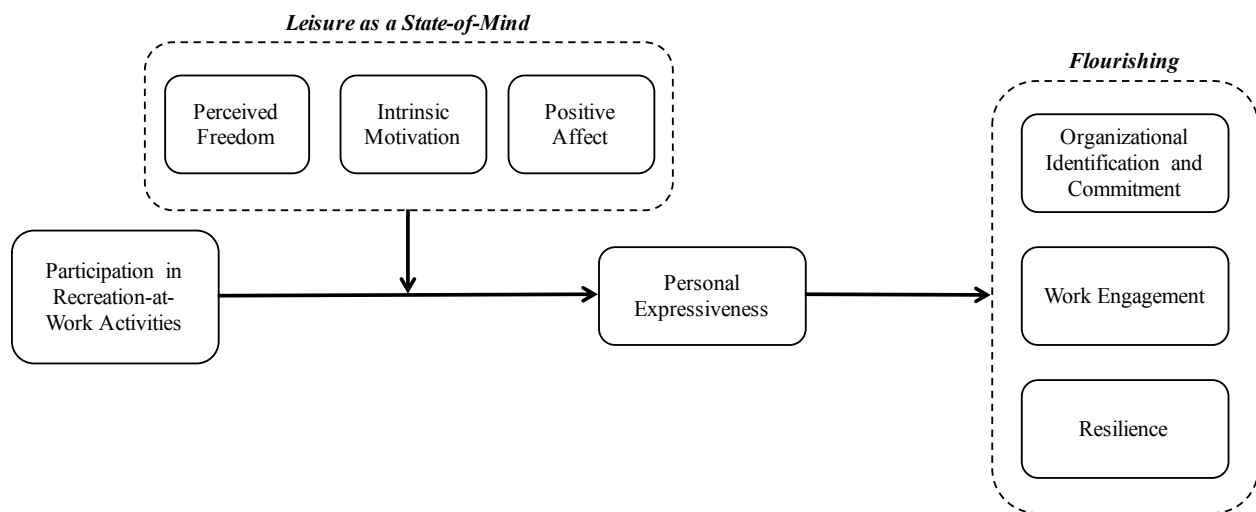 Leisure as a State-of-Mind
Perceived
Freedom
Intrinsic
Motivation
Positive
Affect
Participation in
Recreation-at-
Work Activities
Personal
Expressiveness
Flourishing
Organizational
Identification and
Commitment
Work Engagement
Resilience